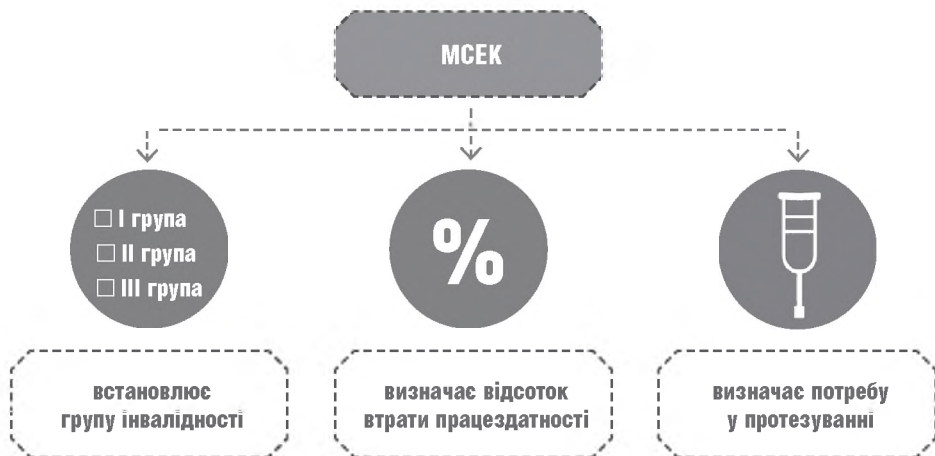 МСЕК
☐ І група
☐ ІІ група
☐ ІІІ група
%
встановлює
групу інвалідності
визначає відсоток
втрати працездатності
визначає потребу
у протезуванні